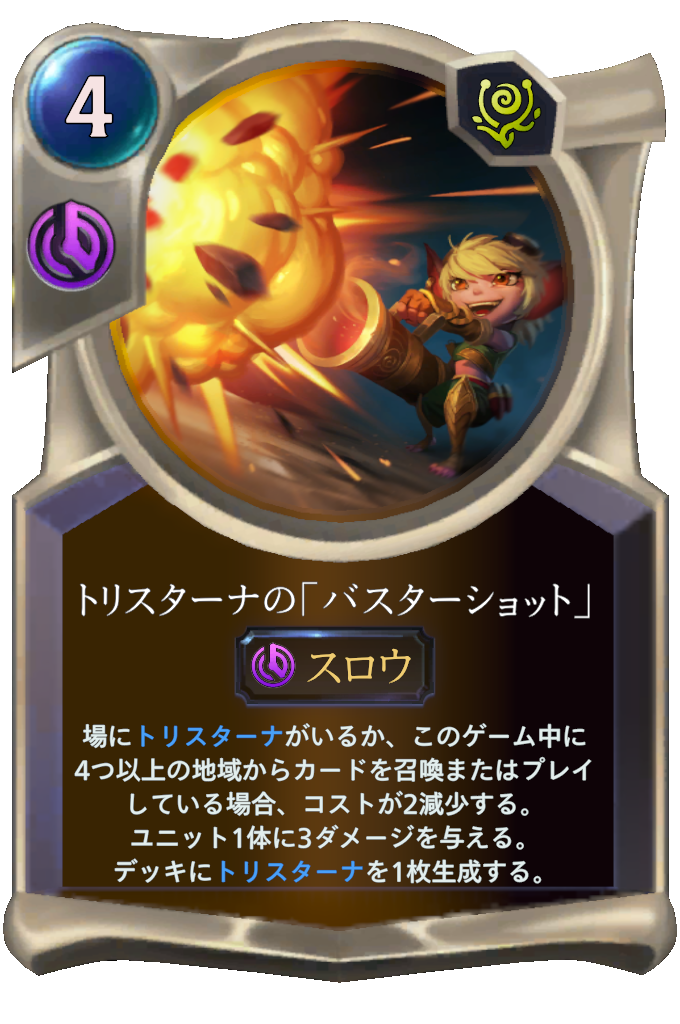 4
トリスターナの「バスターショット」
スロウ
場にトリスターナがいるか、このゲーム中に
4つ以上の地域からカードを召喚またはプレイ
している場合、コストが2減少する。
ユニット1体に3ダメージを与える。
デッキにトリスターナを1枚生成する。